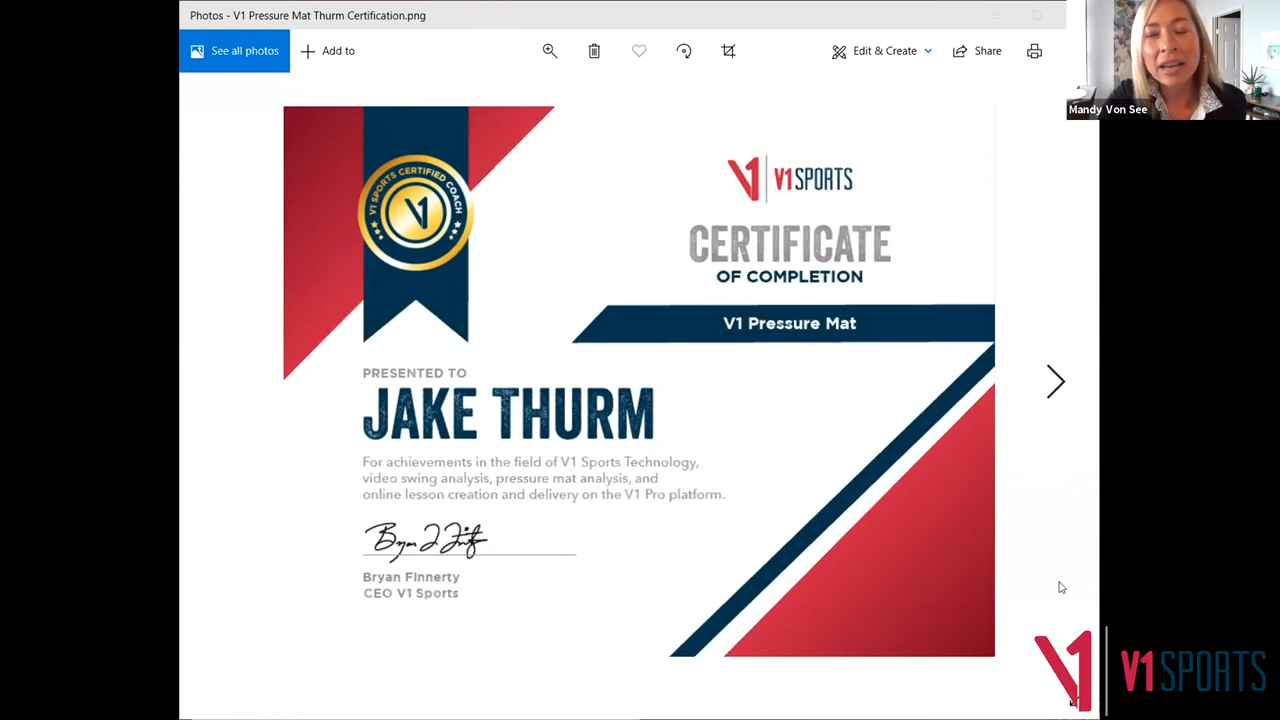 Photos - V1 Pressure Mat Thurm Certification.png
See all photos
Add to
Edit & Create
Share
Mandy Von See
V1 SPORTS CERTIFIED COACH
V1
V1 V1SPORTS
CERTIFICATE
OF COMPLETION
V1 Pressure Mat
PRESENTED TO
JAKE THURM
For achievements in the field of V1 Sports Technology,
video swing analysis, pressure mat analysis, and
online lesson creation and delivery on the V1 Pro platform.
Bryan Finnerty
CEO V1 Sports
V1 V1SPORTS